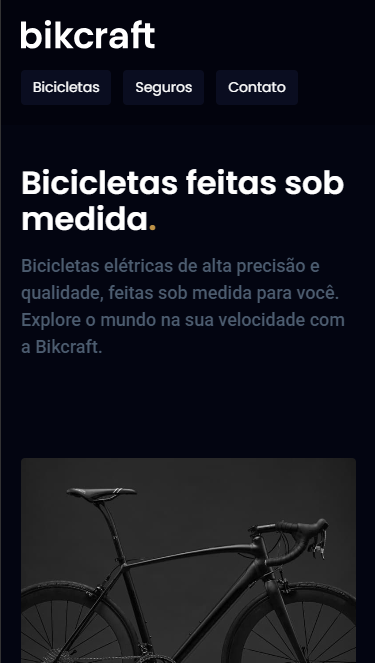 bikcraft
Bicicletas Seguros Contato
Bicicletas feitas sob
medida.
Bicicletas elétricas de alta precisão e
qualidade, feitas sob medida para você.
Explore o mundo na sua velocidade com
a Bikcraft.